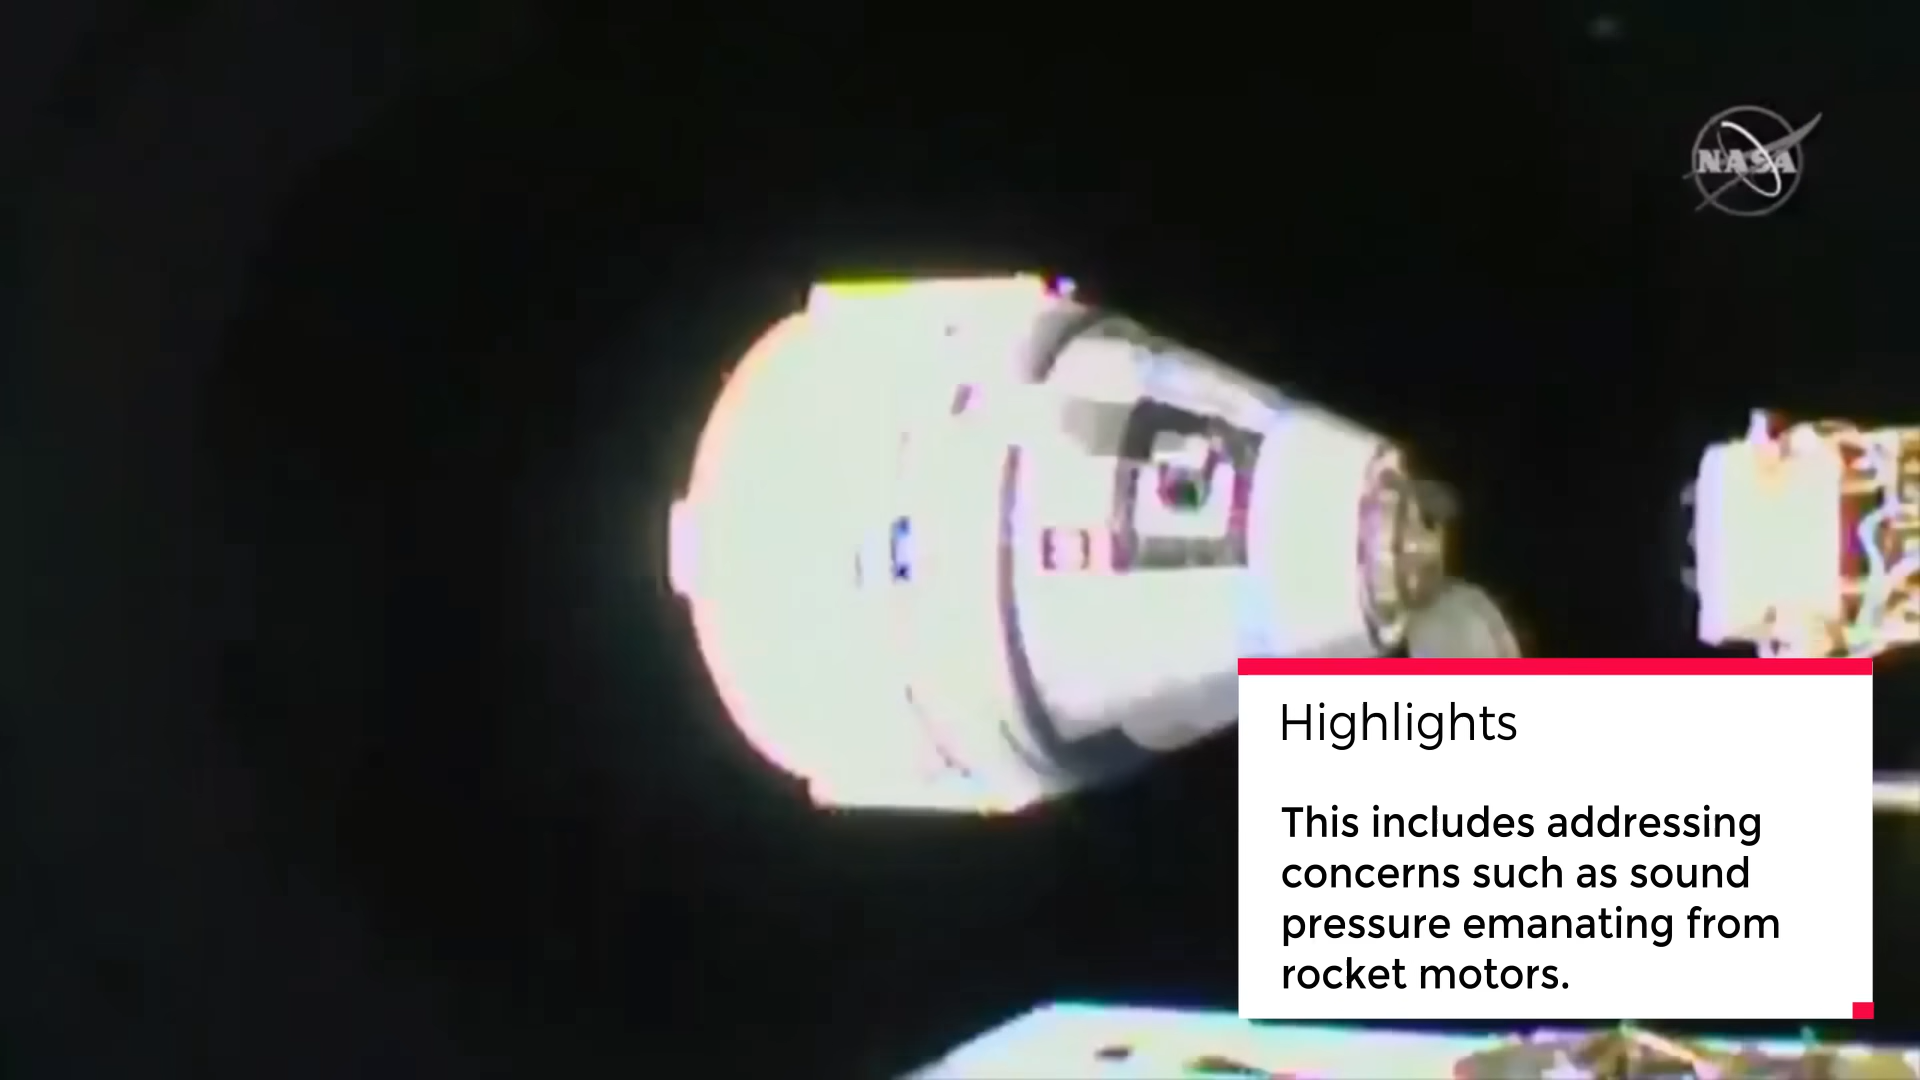 NASA
Highlights
This includes addressing
concerns such as sound
pressure emanating from
rocket motors.